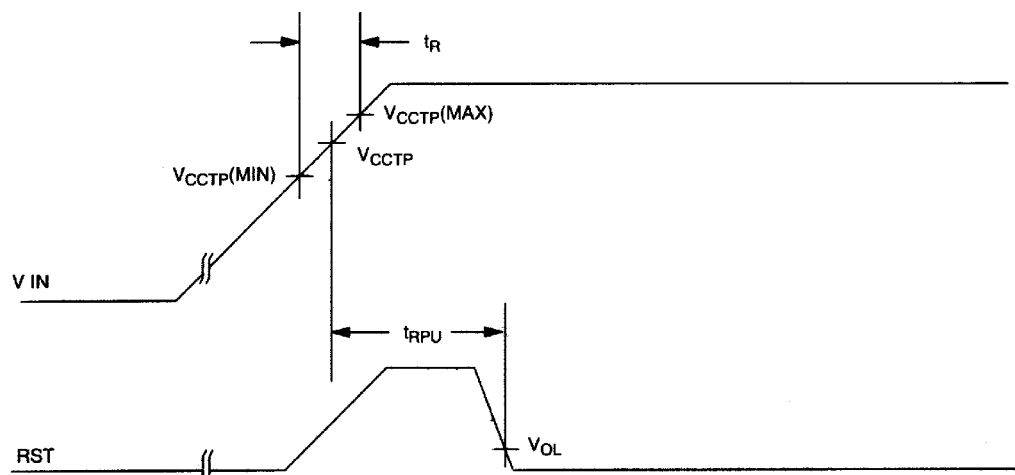 tR
VCCTP(MAX)
VCCTP
VCCTP(MIN)
V IN
tRPU
RST
VOL